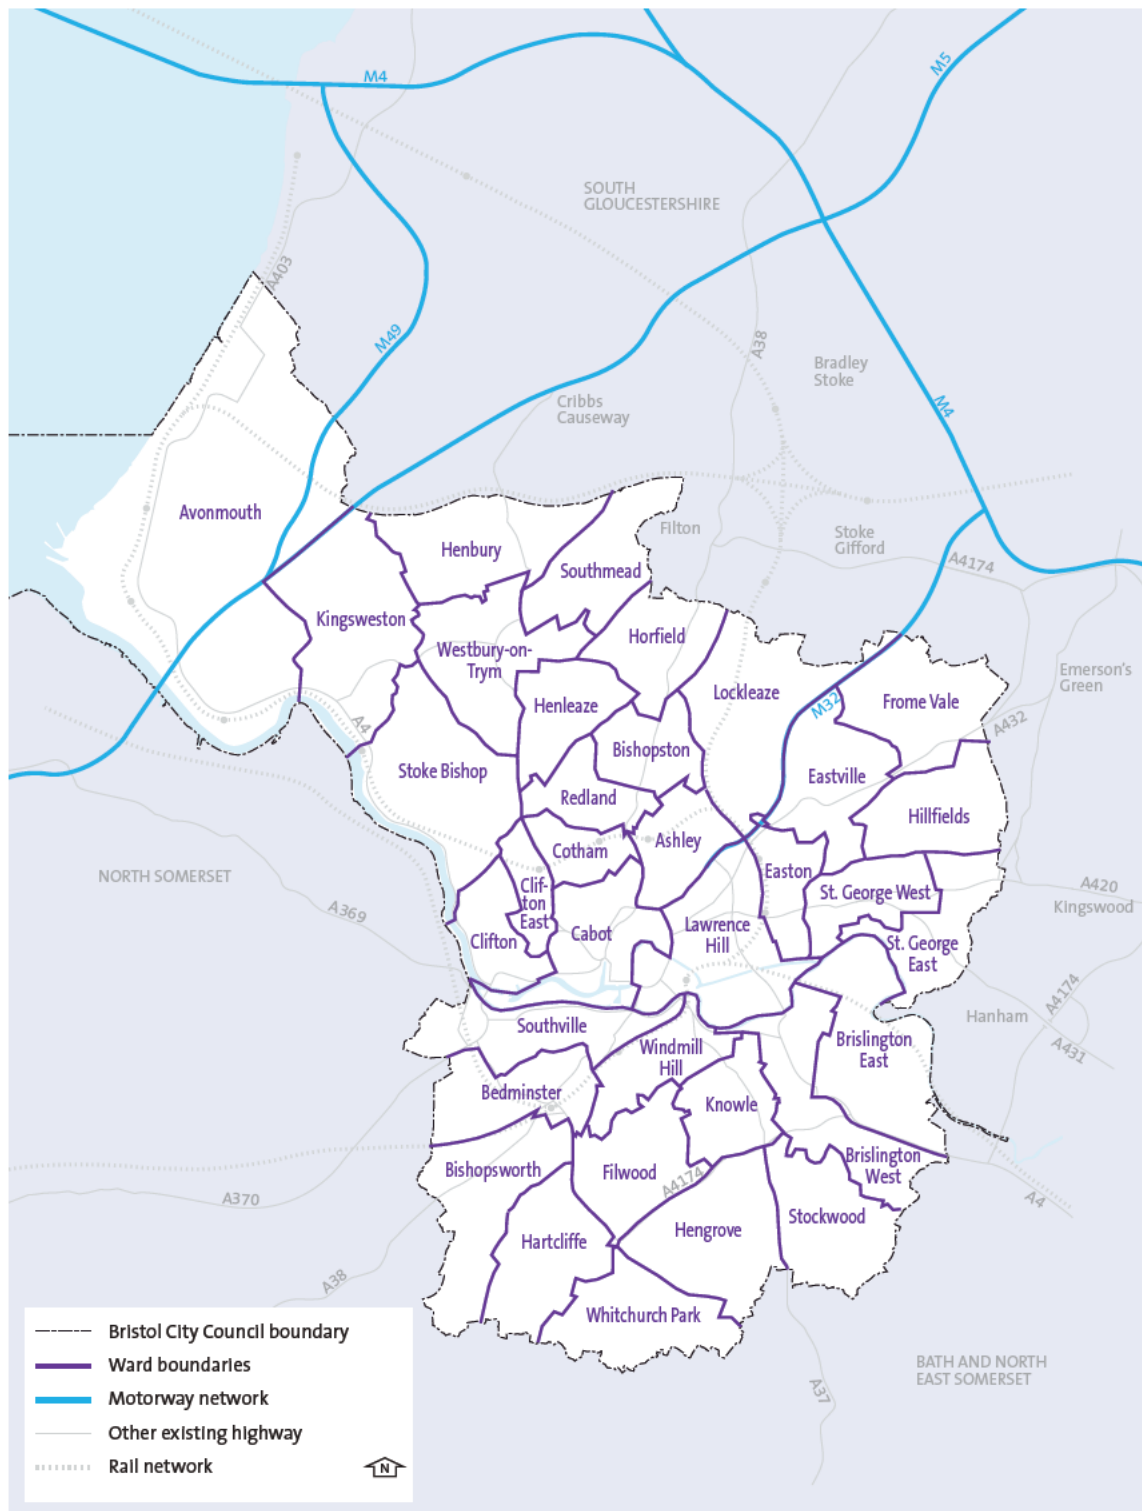 M4
M5
SOUTH
GLOUCESTERSHIRE
A403
M49
A38
Bradley
Stoke
Cribbs
Causeway
M4
Avonmouth
Filton
Stoke
Gifford
A4174
Henbury
Southmead
Kingsweston
Horfield
Westbury-on-
Trym
Emerson's
Green
Lockleaze
Frome Vale
Henleaze
M32
A432
A4
Bishopston
Stoke Bishop
Eastville
Redland
Hillfields
Ashley
Cotham
Easton
NORTH SOMERSET
Clif-
ton
East
St. George West
A420
Kingswood
A369
Lawrence
Hill
Cabot
Clifton
St. George
East
A4174
Hanham
Southville
Brislington
East
A431
Windmill
Hill
Bedminster
Knowle
Bishopsworth
Filwood
Brislington
West
A4174
A370
A4
Stockwood
Hengrove
Hartcliffe
A38
Whitchurch Park
BATH AND NORTH
EAST SOMERSET
A37
Bristol City Council boundary
Ward boundaries
Motorway network
Other existing highway
Rail network
N